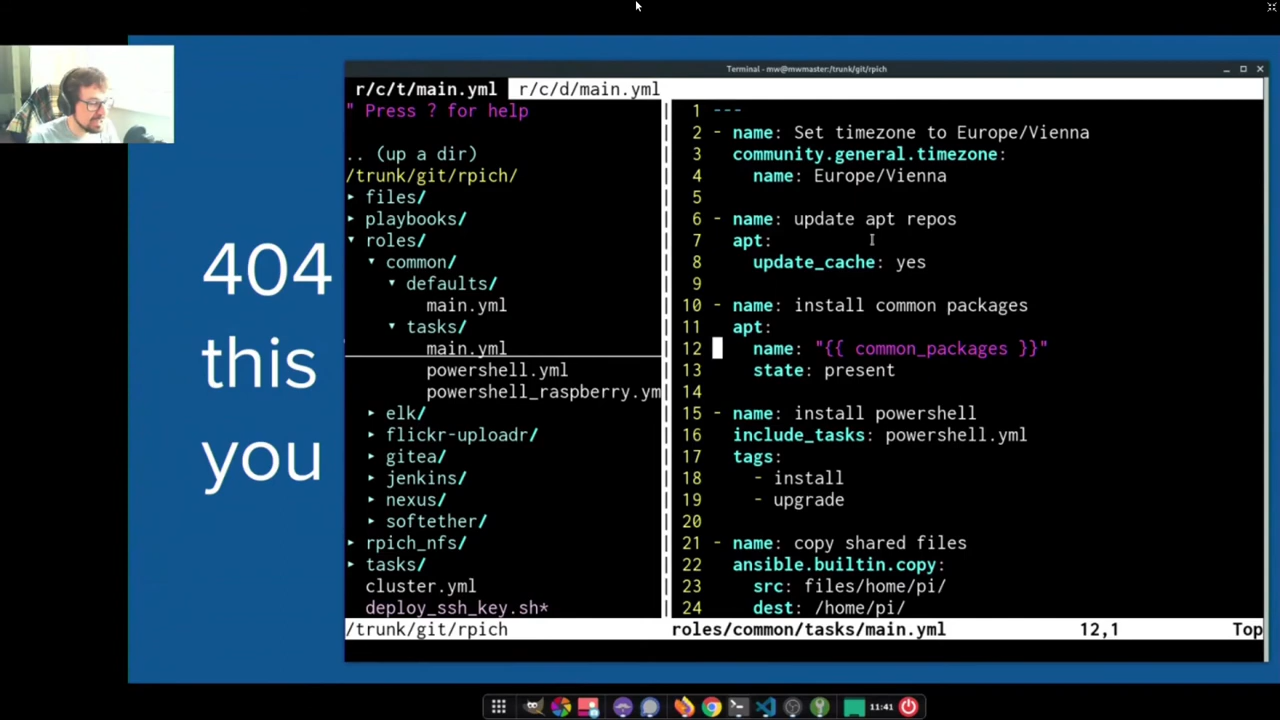 Terminal - mw@mwmaster:/trunk/git/rpich
r/c/t/main.yml r/c/d/main.yml
" Press ? for help
.. (up a dir)
/trunk/git/rpich/
▸ files/
▸ playbooks/
▾ roles/
▾ common/
▾ defaults/
main.yml
▾ tasks/
main.yml
powershell.yml
powershell_raspberry.ym
▸ elk/
▸ flickr-uploadr/
▸ gitea/
▸ jenkins/
▸ nexus/
▸ softether/
▸ rpich_nfs/
▸ tasks/
cluster.yml
deploy_ssh_key.sh*
/trunk/git/rpich
1 ---
2 - name: Set timezone to Europe/Vienna
3 community.general.timezone:
4 name: Europe/Vienna
5
6 - name: update apt repos
7 apt:
8 update_cache: yes
9
10 - name: install common packages
11 apt:
12 name: "{{ common_packages }}"
13 state: present
14
15 - name: install powershell
16 include_tasks: powershell.yml
17 tags:
18 - install
19 - upgrade
20
21 - name: copy shared files
22 ansible.builtin.copy:
23 src: files/home/pi/
24 dest: /home/pi/
roles/common/tasks/main.yml 12,1 Top
404
this
you
11:41